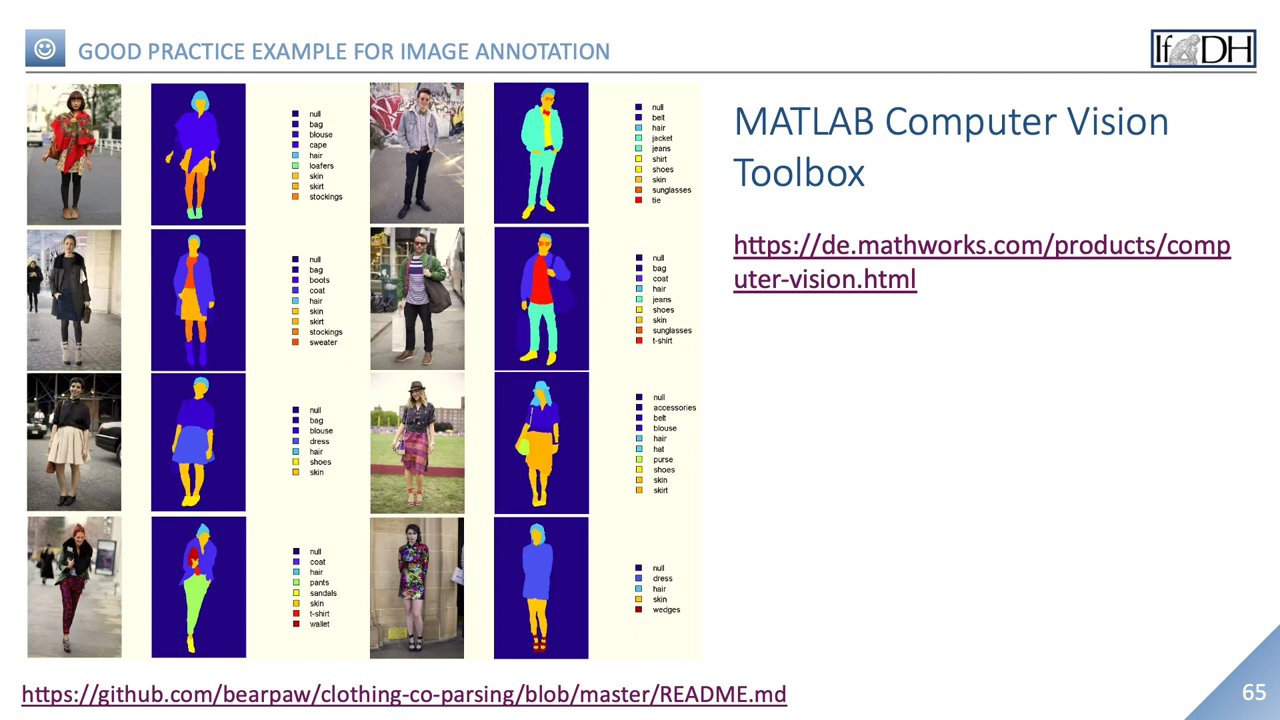 GOOD PRACTICE EXAMPLE FOR IMAGE ANNOTATION
IfDH
null
bag
blouse
cape
hair
loafers
skin
skirt
stockings
null
belt
hair
jacket
jeans
shirt
shoes
skin
sunglasses
tie
null
bag
boots
coat
hair
skin
skirt
stockings
sweater
null
bag
coat
hair
jeans
shoes
skin
sunglasses
t-shirt
null
bag
blouse
dress
hair
shoes
skin
null
accessories
belt
blouse
hair
hat
purse
shoes
skin
skirt
null
coat
hair
pants
sandals
skin
t-shirt
wallet
null
dress
hair
skin
wedges
MATLAB Computer Vision
Toolbox
https://de.mathworks.com/products/comp
uter-vision.html
https://github.com/bearpaw/clothing-co-parsing/blob/master/README.md
65